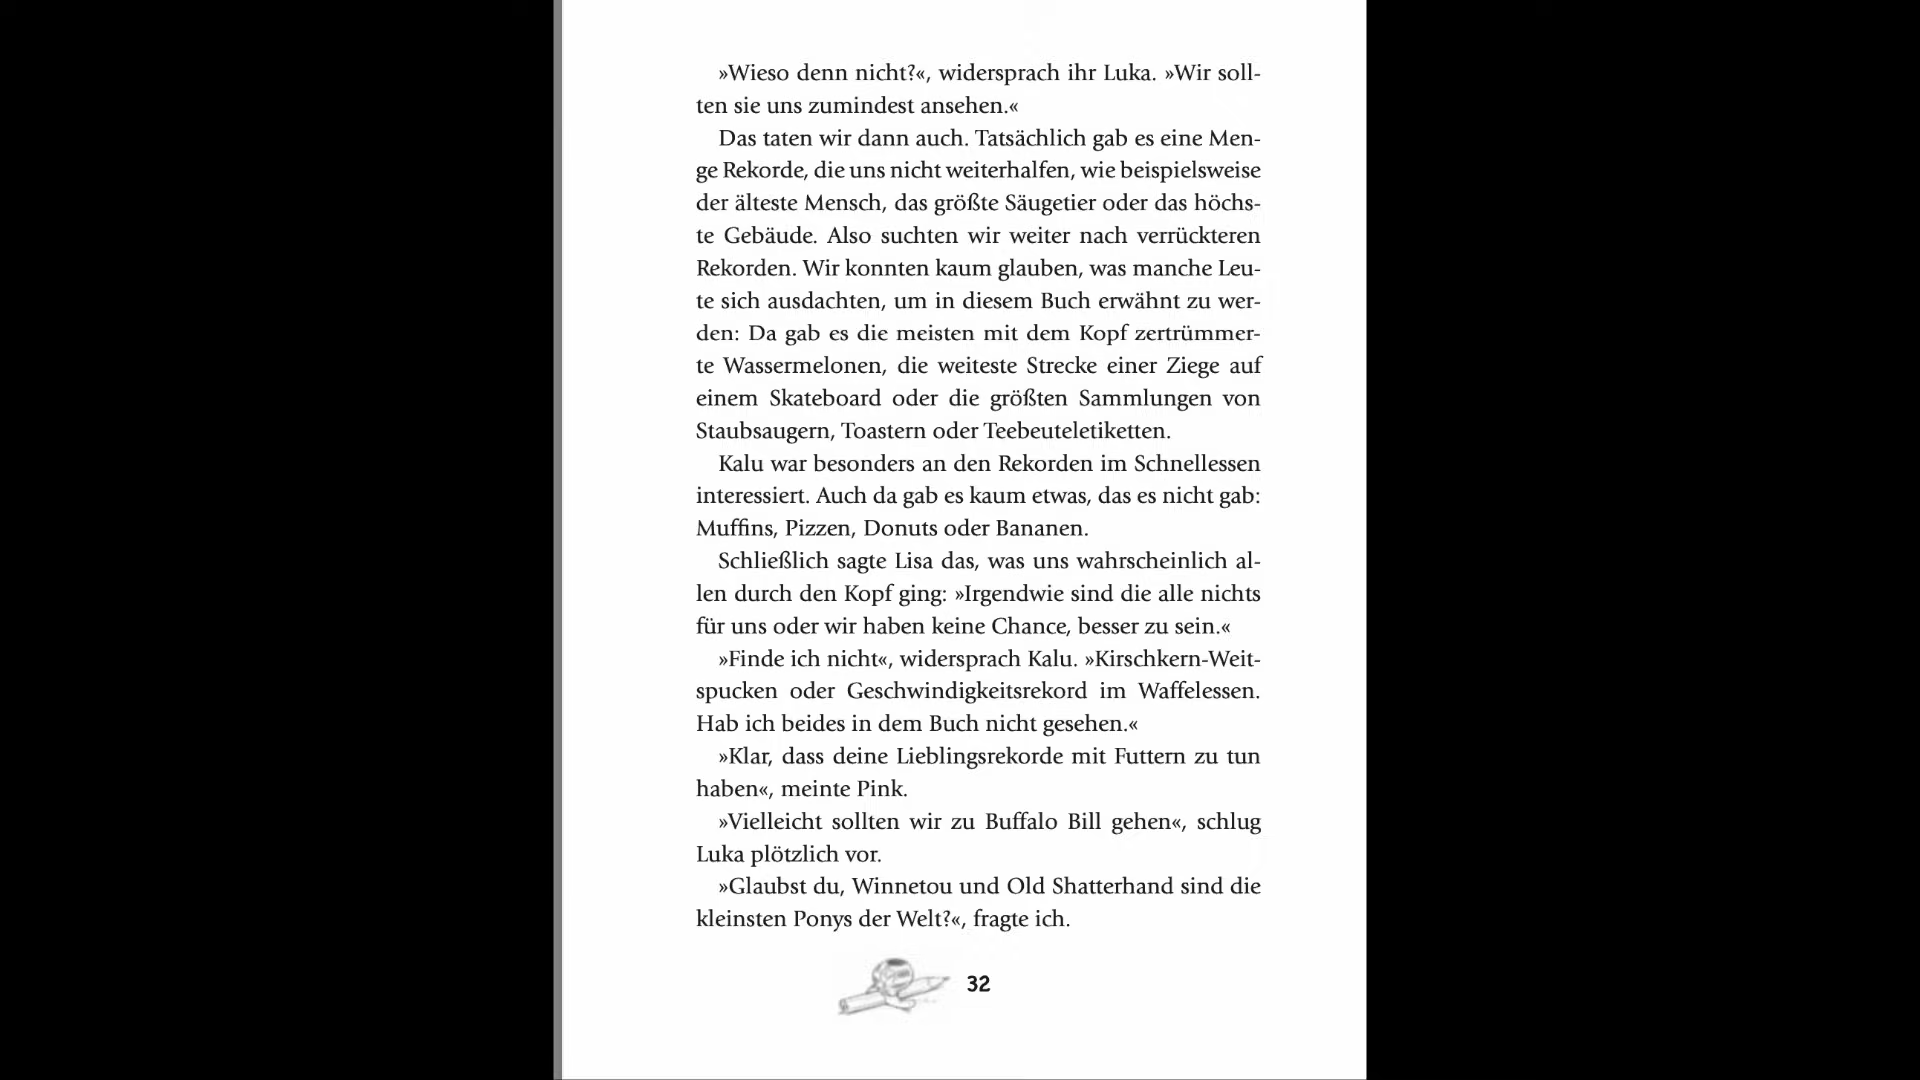 »Wieso denn nicht?«, widersprach ihr Luka. »Wir soll-
ten sie uns zumindest ansehen.«
Das taten wir dann auch. Tatsächlich gab es eine Men-
ge Rekorde, die uns nicht weiterhalfen, wie beispielsweise
der älteste Mensch, das größte Säugetier oder das höchs-
te Gebäude. Also suchten wir weiter nach verrückteren
Rekorden. Wir konnten kaum glauben, was manche Leu-
te sich ausdachten, um in diesem Buch erwähnt zu wer-
den: Da gab es die meisten mit dem Kopf zertrümmer-
te Wassermelonen, die weiteste Strecke einer Ziege auf
einem Skateboard oder die größten Sammlungen von
Staubsaugern, Toastern oder Teebeuteletiketten.
Kalu war besonders an den Rekorden im Schnellessen
interessiert. Auch da gab es kaum etwas, das es nicht gab:
Muffins, Pizzen, Donuts oder Bananen.
Schließlich sagte Lisa das, was uns wahrscheinlich al-
len durch den Kopf ging: »Irgendwie sind die alle nichts
für uns oder wir haben keine Chance, besser zu sein.«
»Finde ich nicht«, widersprach Kalu. »Kirschkern-Weit-
spucken oder Geschwindigkeitsrekord im Waffelessen.
Hab ich beides in dem Buch nicht gesehen.«
»Klar, dass deine Lieblingsrekorde mit Futtern zu tun
haben«, meinte Pink.
»Vielleicht sollten wir zu Buffalo Bill gehen«, schlug
Luka plötzlich vor.
»Glaubst du, Winnetou und Old Shatterhand sind die
kleinsten Ponys der Welt?«, fragte ich.
32